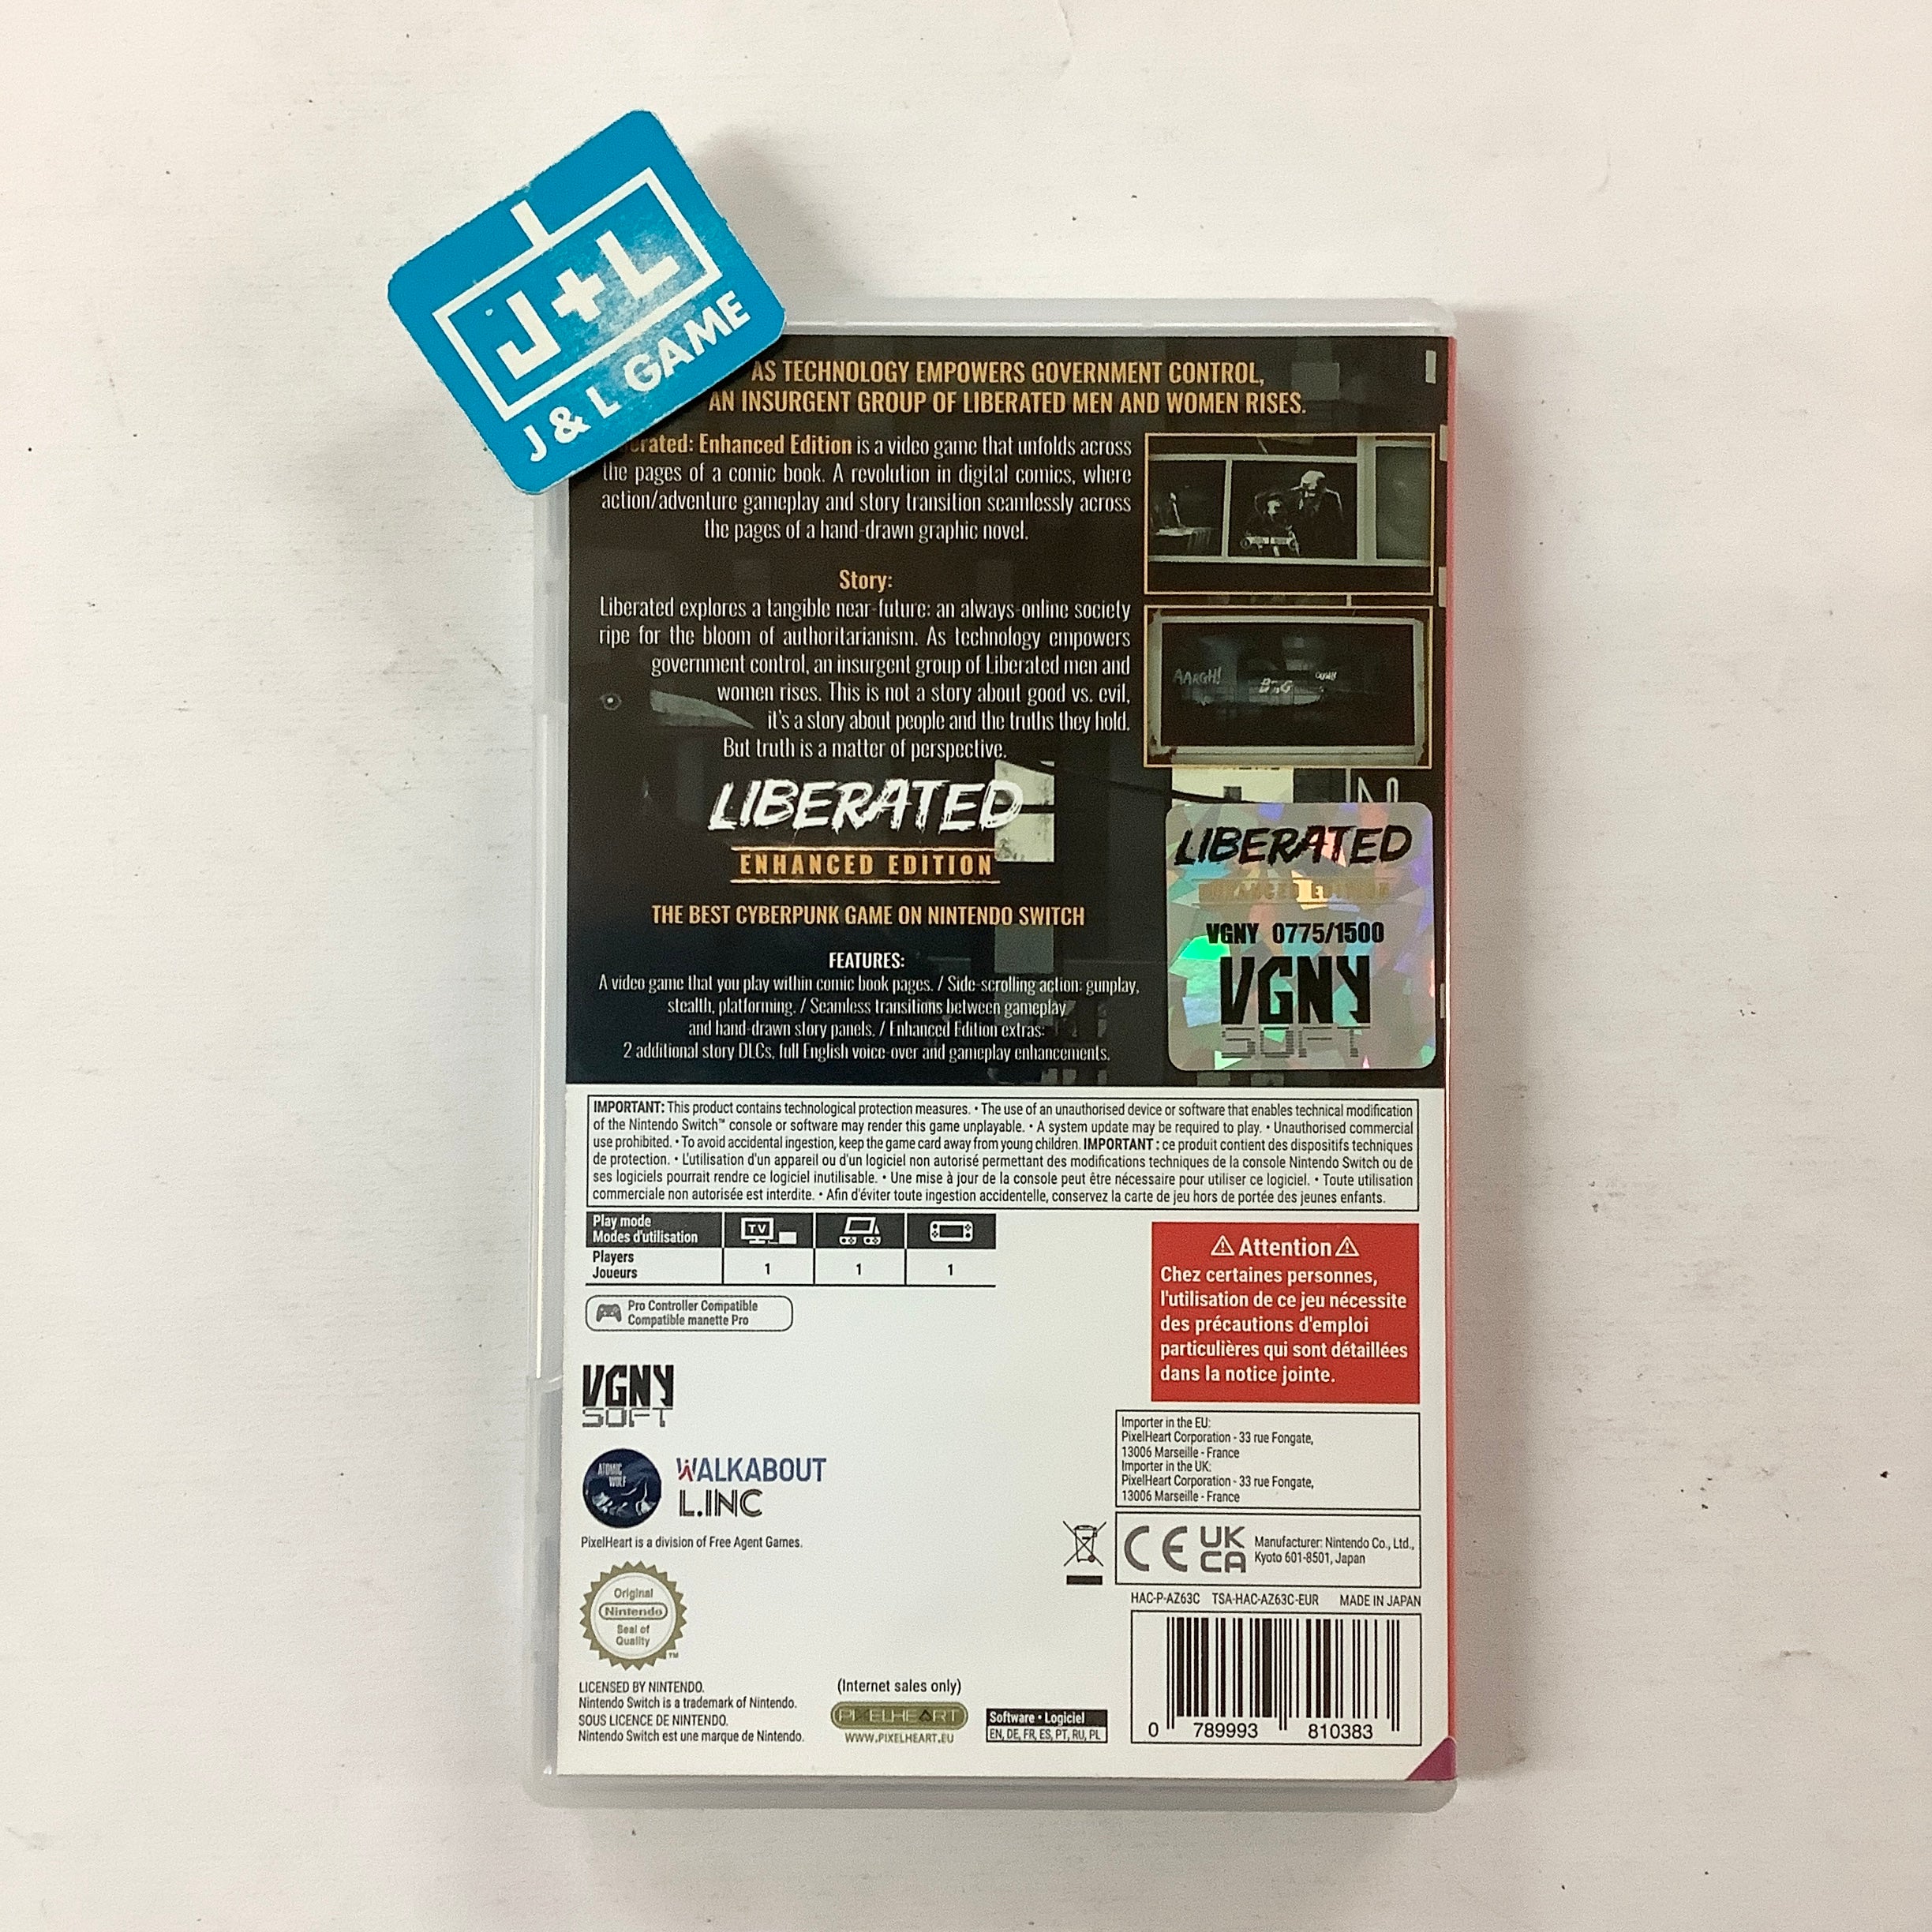 J+L
J & L GAME
AS TECHNOLOGY EMPOWERS GOVERNMENT CONTROL,
AN INSURGENT GROUP OF LIBERATED MEN AND WOMEN RISES.
erated: Enhanced Edition is a video game that unfolds across
the pages of a comic book. A revolution in digital comics, where
action/adventure gameplay and story transition seamlessly across
the pages of a hand-drawn graphic novel.
Story:
Liberated explores a tangible near-future: an always-online society
ripe for the bloom of authoritarianism. As technology empowers
government control, an insurgent group of Liberated men and
women rises. This is not a story about good vs. evil,
it's a story about people and the truths they hold.
But truth is a matter of perspective.
AARGH!
LIBERATED
ENHANCED EDITION
THE BEST CYBERPUNK GAME ON NINTENDO SWITCH
FEATURES:
A video game that you play within comic book pages. / Side-scrolling action: gunplay,
stealth, platforming. / Seamless transitions between gameplay
and hand-drawn story panels. / Enhanced Edition extras:
2 additional story DLCs, full English voice-over and gameplay enhancements.
LIBERATED
ENHANCED EDITION
VGNY 0775/1500
VGNY
SOFT
IMPORTANT: This product contains technological protection measures. • The use of an unauthorised device or software that enables technical modification
of the Nintendo Switch™ console or software may render this game unplayable. • A system update may be required to play. • Unauthorised commercial
use prohibited. • To avoid accidental ingestion, keep the game card away from young children. IMPORTANT : ce produit contient des dispositifs techniques
de protection. • L'utilisation d'un appareil ou d'un logiciel non autorisé permettant des modifications techniques de la console Nintendo Switch ou de
ses logiciels pourrait rendre ce logiciel inutilisable. • Une mise à jour de la console peut être nécessaire pour utiliser ce logiciel. • Toute utilisation
commerciale non autorisée est interdite. • Afin d'éviter toute ingestion accidentelle, conservez la carte de jeu hors de portée des jeunes enfants.
Play mode
Modes d'utilisation
TV
Players
Joueurs
1 1 1
Pro Controller Compatible
Compatible manette Pro
Attention
Chez certaines personnes,
l'utilisation de ce jeu nécessite
des précautions d'emploi
particulières qui sont détaillées
dans la notice jointe.
VGNY
SOFT
ATOMIC
WOLF
WALKABOUT
L.INC
PixelHeart is a division of Free Agent Games.
Importer in the EU:
PixelHeart Corporation - 33 rue Fongate,
13006 Marseille - France
Importer in the UK:
PixelHeart Corporation - 33 rue Fongate,
13006 Marseille - France
CE UK
CA
Manufacturer: Nintendo Co., Ltd.,
Kyoto 601-8501, Japan
Original
Nintendo
Seal of
Quality
TM
HAC-P-AZ63C TSA-HAC-AZ63C-EUR MADE IN JAPAN
LICENSED BY NINTENDO.
Nintendo Switch is a trademark of Nintendo.
SOUS LICENCE DE NINTENDO.
Nintendo Switch est une marque de Nintendo.
(Internet sales only)
PIXELHEART
WWW.PIXELHEART.EU
Software • Logiciel
EN, DE, FR, ES, PT, RU, PL
0 789993 810383